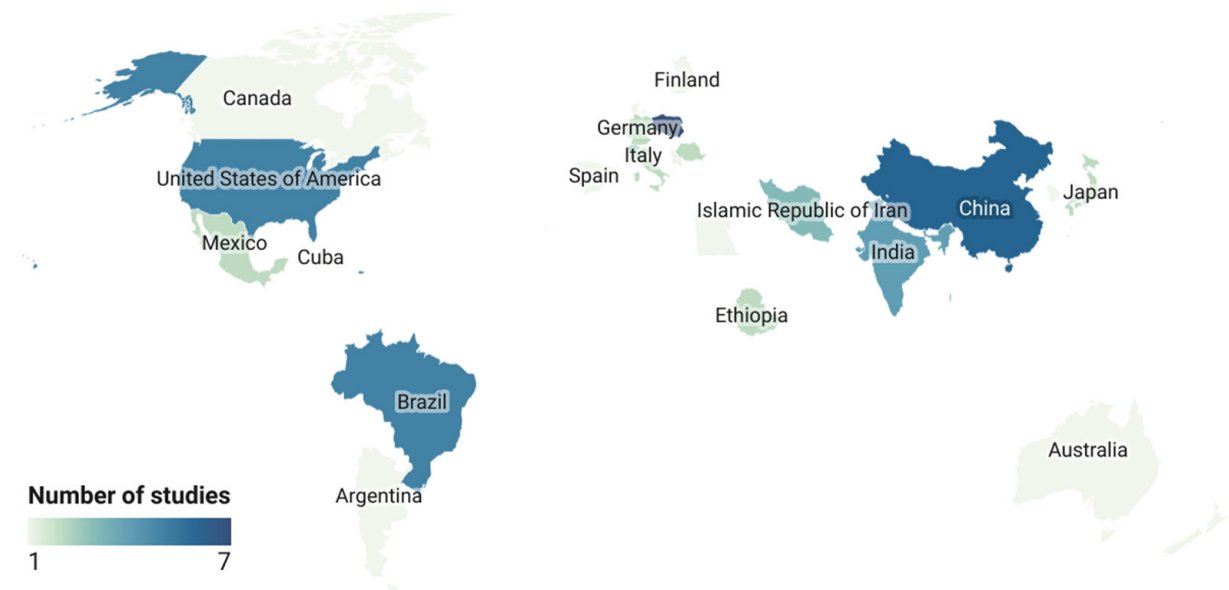 Finland
Canada
Germany
Italy
Spain
United States of America
Japan
Islamic Republic of Iran
China
Mexico
India
Cuba
Ethiopia
Brazil
Australia
Argentina
Number of studies
1
7